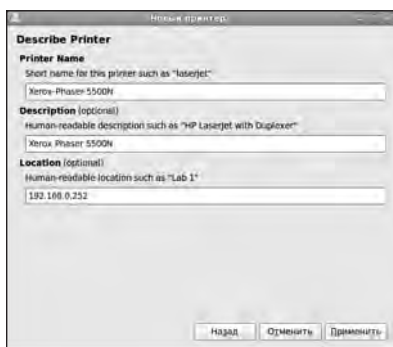 Новый принтер
Describe Printer
Printer Name
Short name for this printer such as "laserjet"
Xerox-Phaser 5500N
Description (optional)
Human-readable description such as "HP LaserJet with Duplexer"
Xerox Phaser 5500N
Location (optional)
Human-readable location such as "Lab 1"
192.168.0.252
Назад Отменить Применить